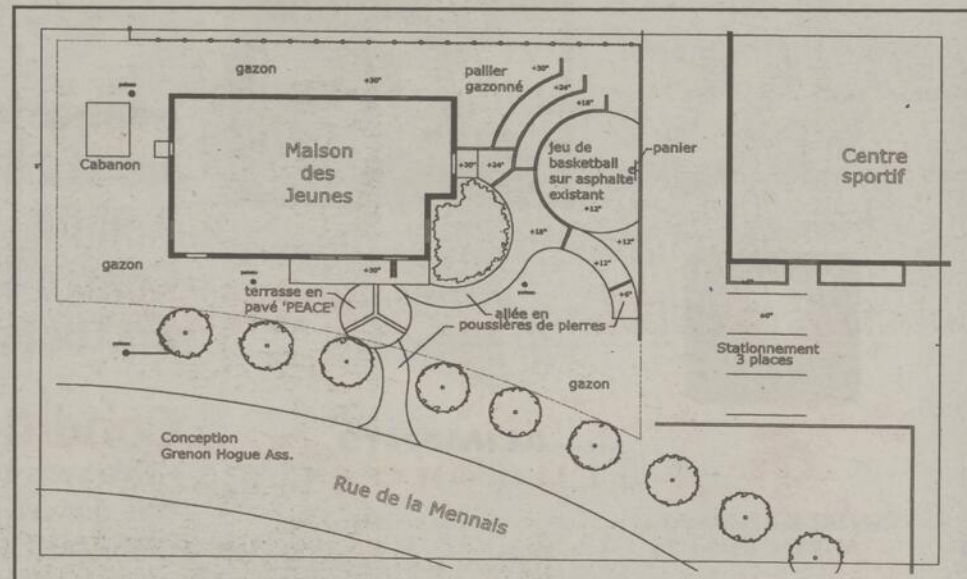 gazon
pallier
gazonné
+30"
+30"
+24"
+18"
Cabanon
Maison
des
Jeunes
+30"
+24"
jeu de
basketball
sur asphalte
existant
+12"
panier
Centre
sportif
+18"
+12"
+12"
+6"
gazon
+30"
terrasse en
pavé 'PEACE'
allée en
poussières de pierres
Stationnement
3 places
gazon
Conception
Grenon Hogue Ass.
Rue de la Mennais